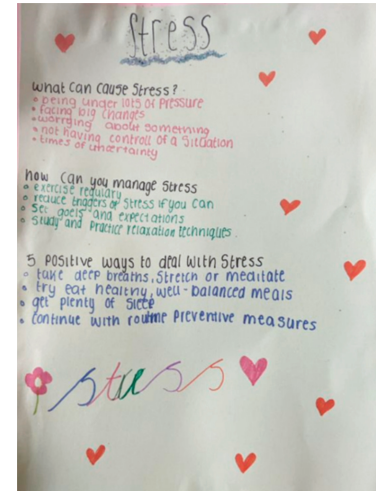 Stress
what can cause stress?
• being under lots of pressure
• facing big changes
• worrying about something
• not having controll of a situation
• times of uncertainty
how can you manage stress
• exercise regulary
• reduce triggers of stress if you can
• Set goals and expectations
• study and practice relaxation techniques.
5 positive ways to deal with stress
• take deep breaths, stretch or meditate
• try eat healthy, well-balanced meals
• get plenty of sleep
• continue with routine preventive measures
stress